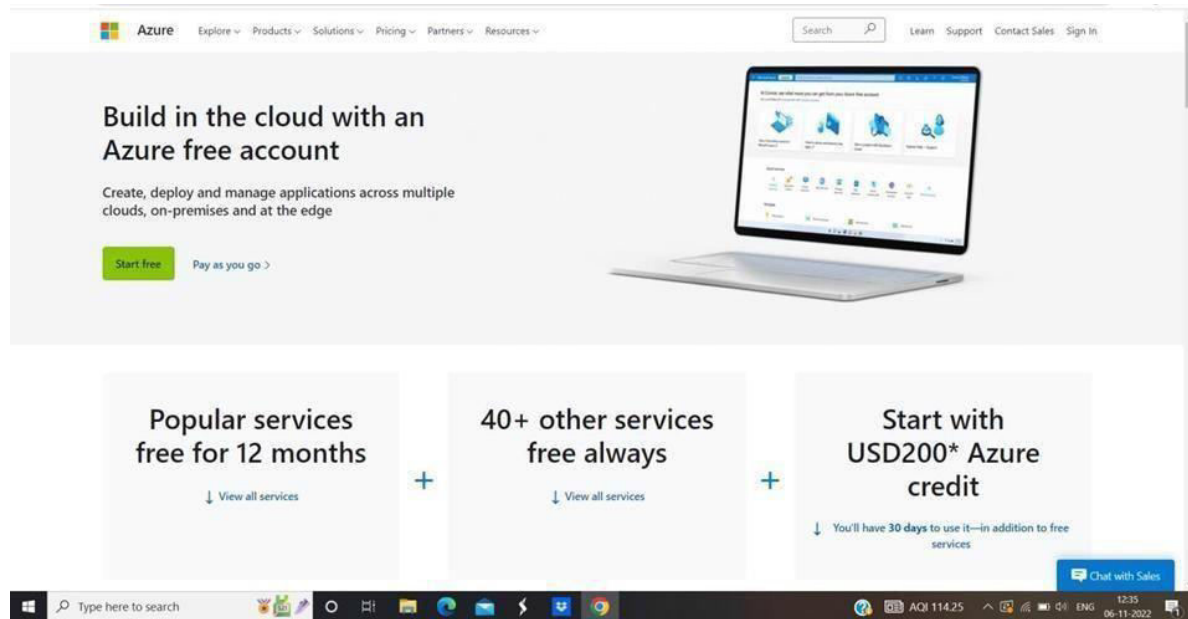 Azure Explore Products Solutions Pricing Partners Resources Search Learn Support Contact Sales Sign In
Build in the cloud with an
Azure free account
Create, deploy and manage applications across multiple
clouds, on-premises and at the edge
Start free Pay as you go >
Popular services
free for 12 months
↓ View all services
+
40+ other services
free always
↓ View all services
+
Start with
USD200* Azure
credit
↓ You'll have 30 days to use it—in addition to free
services
Chat with Sales
Type here to search
AQI 114.25 ENG
12:35
06-11-2022